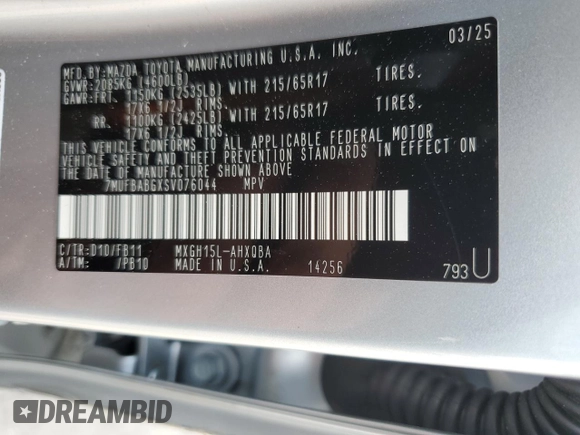 MFD.BY:MAZDA TOYOTA MANUFACTURING U.S.A. INC. 03/25
GVWR:2085KG (4600LB)
GAWR:FRT. 1150KG (2535LB) WITH 215/65R17 TIRES.
17X6 1/2J RIMS.
RR. 1100KG (2425LB) WITH 215/65R17 TIRES.
17X6 1/2J RIMS.
THIS VEHICLE CONFORMS TO ALL APPLICABLE FEDERAL MOTOR
VEHICLE SAFETY AND THEFT PREVENTION STANDARDS IN EFFECT ON
THE DATE OF MANUFACTURE SHOWN ABOVE
7MUFBABG1SV076044 MPV
C/TR:D10/FB11 MXGH15L-AHXQBA
A/TM: /PB10 MADE IN U.S.A. 14256
793U
DREAMBID